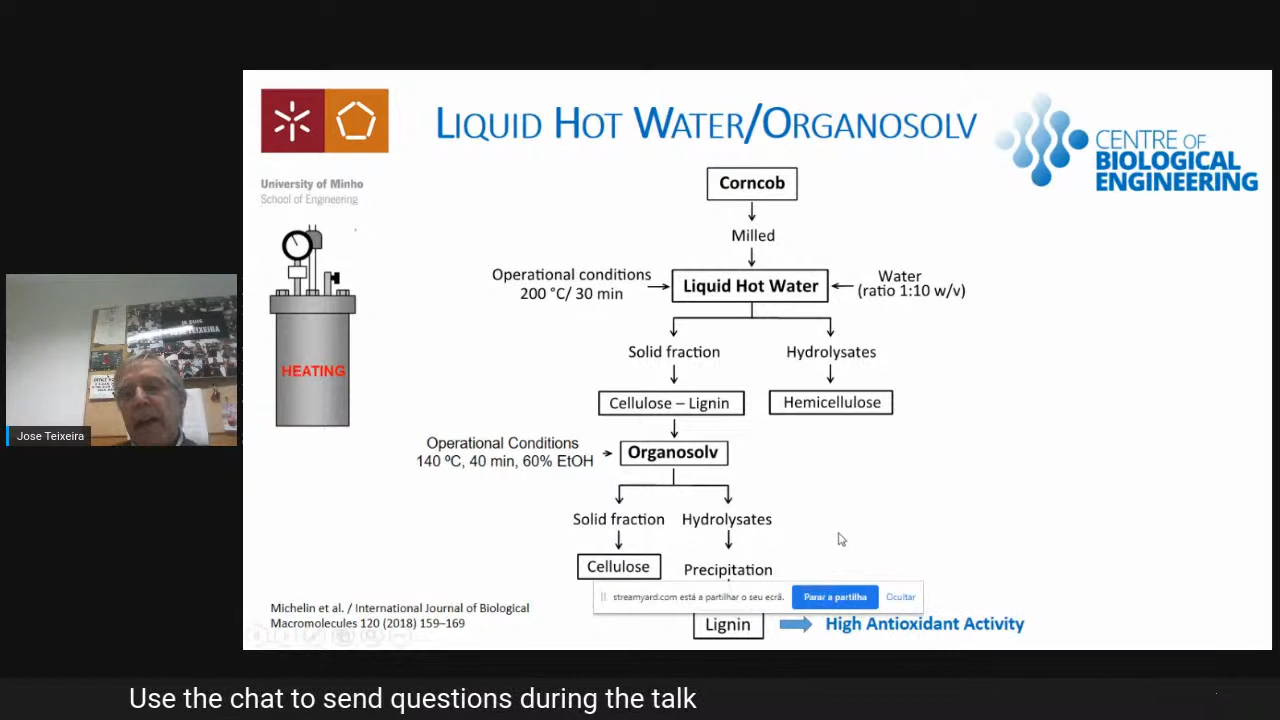 LIQUID HOT WATER/ORGANOSOLV
University of Minho
School of Engineering
CENTRE OF
BIOLOGICAL
ENGINEERING
Corncob
Milled
Operational conditions
200 °C/ 30 min
Liquid Hot Water
Water
(ratio 1:10 w/v)
Solid fraction
Hydrolysates
HEATING
Cellulose – Lignin
Hemicellulose
JOSE TEIXEIRA
Jose Teixeira
Operational Conditions
140 ºC, 40 min, 60% EtOH
Organosolv
Solid fraction
Hydrolysates
Cellulose
Precipitation
streamyard.com está a partilhar o seu ecrã.
Parar a partilha
Ocultar
Michelin et al. / International Journal of Biological
Macromolecules 120 (2018) 159–169
Lignin
High Antioxidant Activity
Use the chat to send questions during the talk